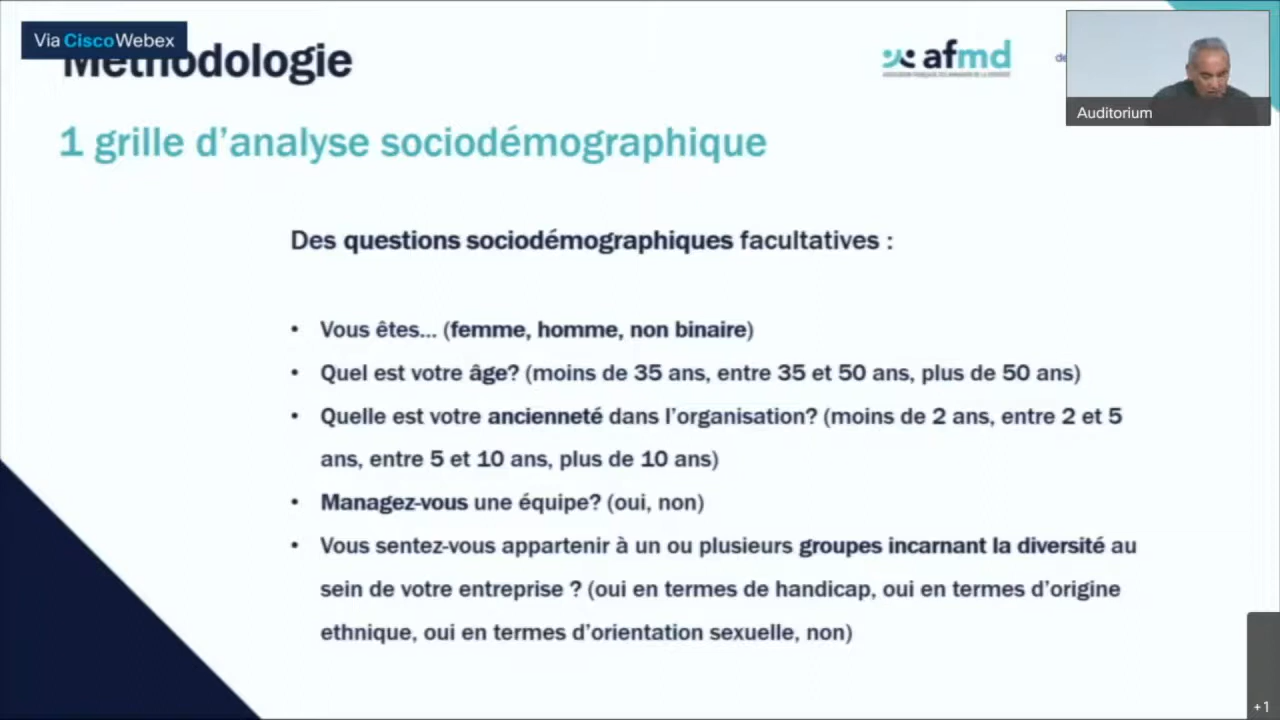 Via Cisco Webex
Méthodologie
afmd
de
Auditorium
1 grille d’analyse sociodémographique
Des questions sociodémographiques facultatives :
• Vous êtes... (femme, homme, non binaire)
• Quel est votre âge? (moins de 35 ans, entre 35 et 50 ans, plus de 50 ans)
• Quelle est votre ancienneté dans l’organisation? (moins de 2 ans, entre 2 et 5
ans, entre 5 et 10 ans, plus de 10 ans)
• Managez-vous une équipe? (oui, non)
• Vous sentez-vous appartenir à un ou plusieurs groupes incarnant la diversité au
sein de votre entreprise ? (oui en termes de handicap, oui en termes d’origine
ethnique, oui en termes d’orientation sexuelle, non)
+1